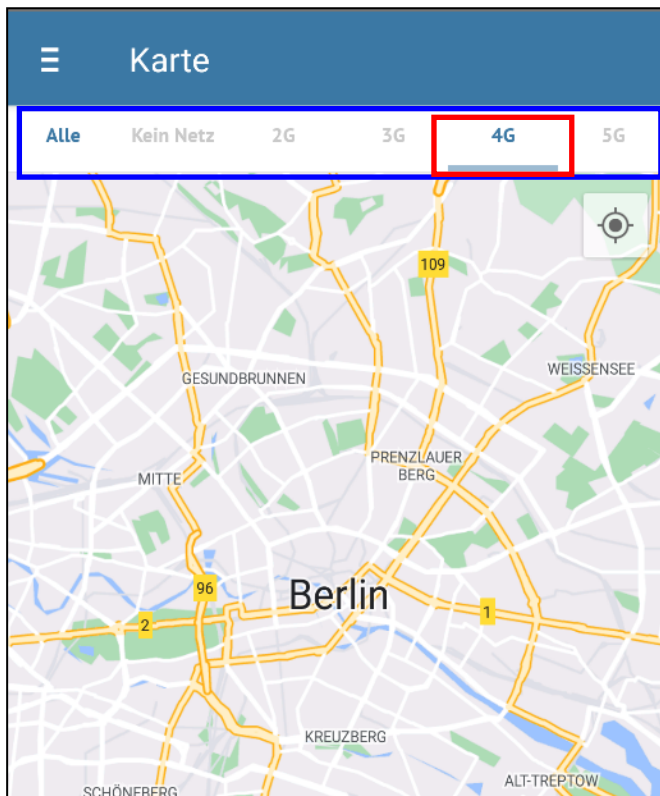 Karte
Alle Kein Netz 2G 3G 4G 5G
109
WEISSENSEE
GESUNDBRUNNEN
PRENZLAUER
BERG
MITTE
96
Berlin
1
2
KREUZBERG
ALT-TREPTOW
SCHÖNEBERG